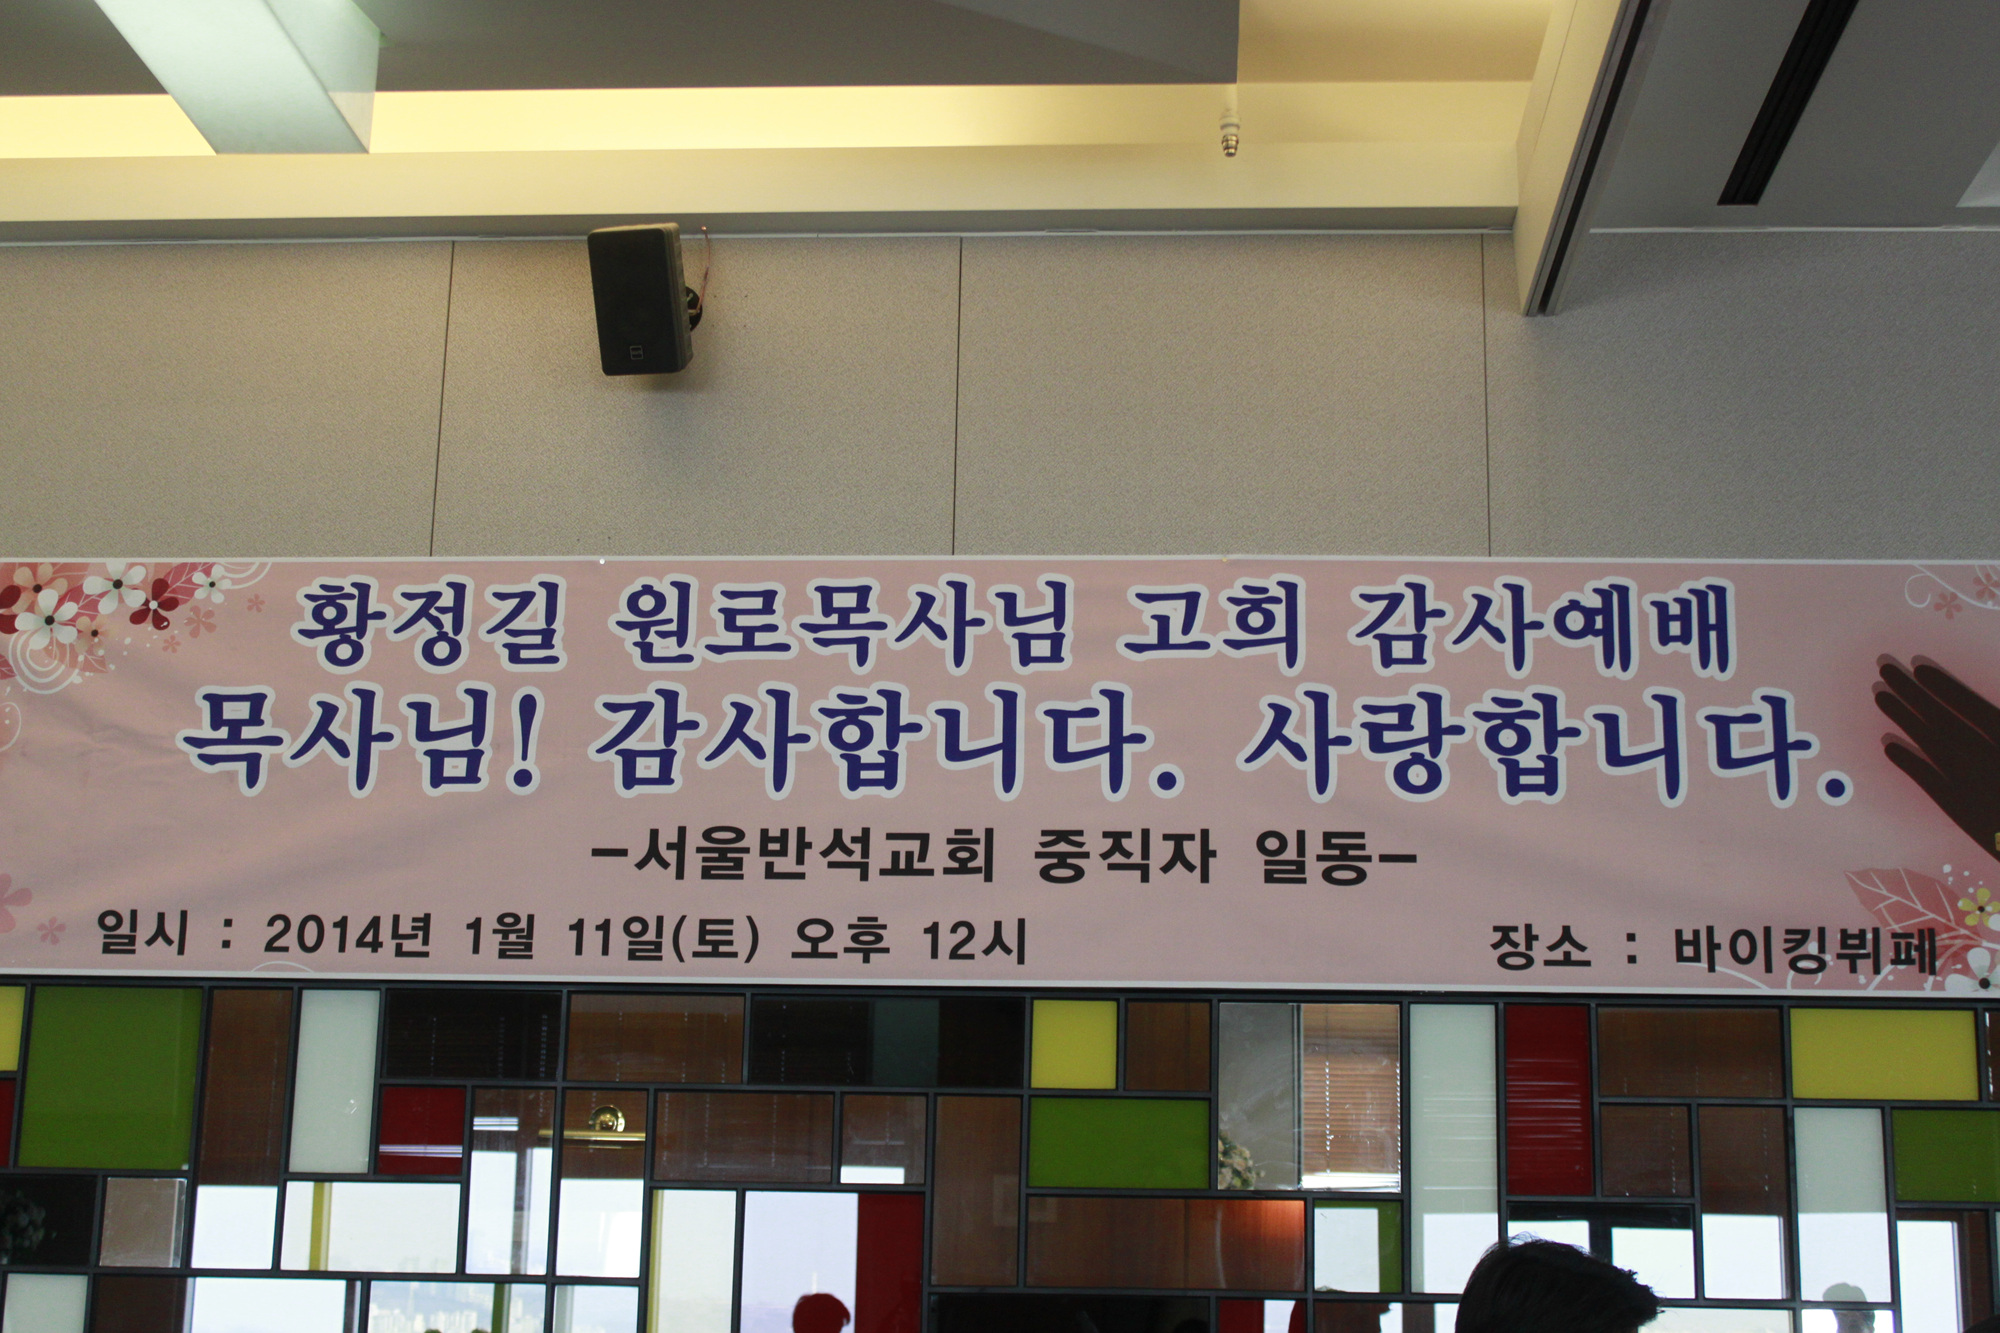 황정길 원로목사님 고희 감사예배
목사님! 감사합니다. 사랑합니다.
-서울반석교회 중직자 일동-
일시 : 2014년 1월 11일(토) 오후 12시
장소 : 바이킹뷔페